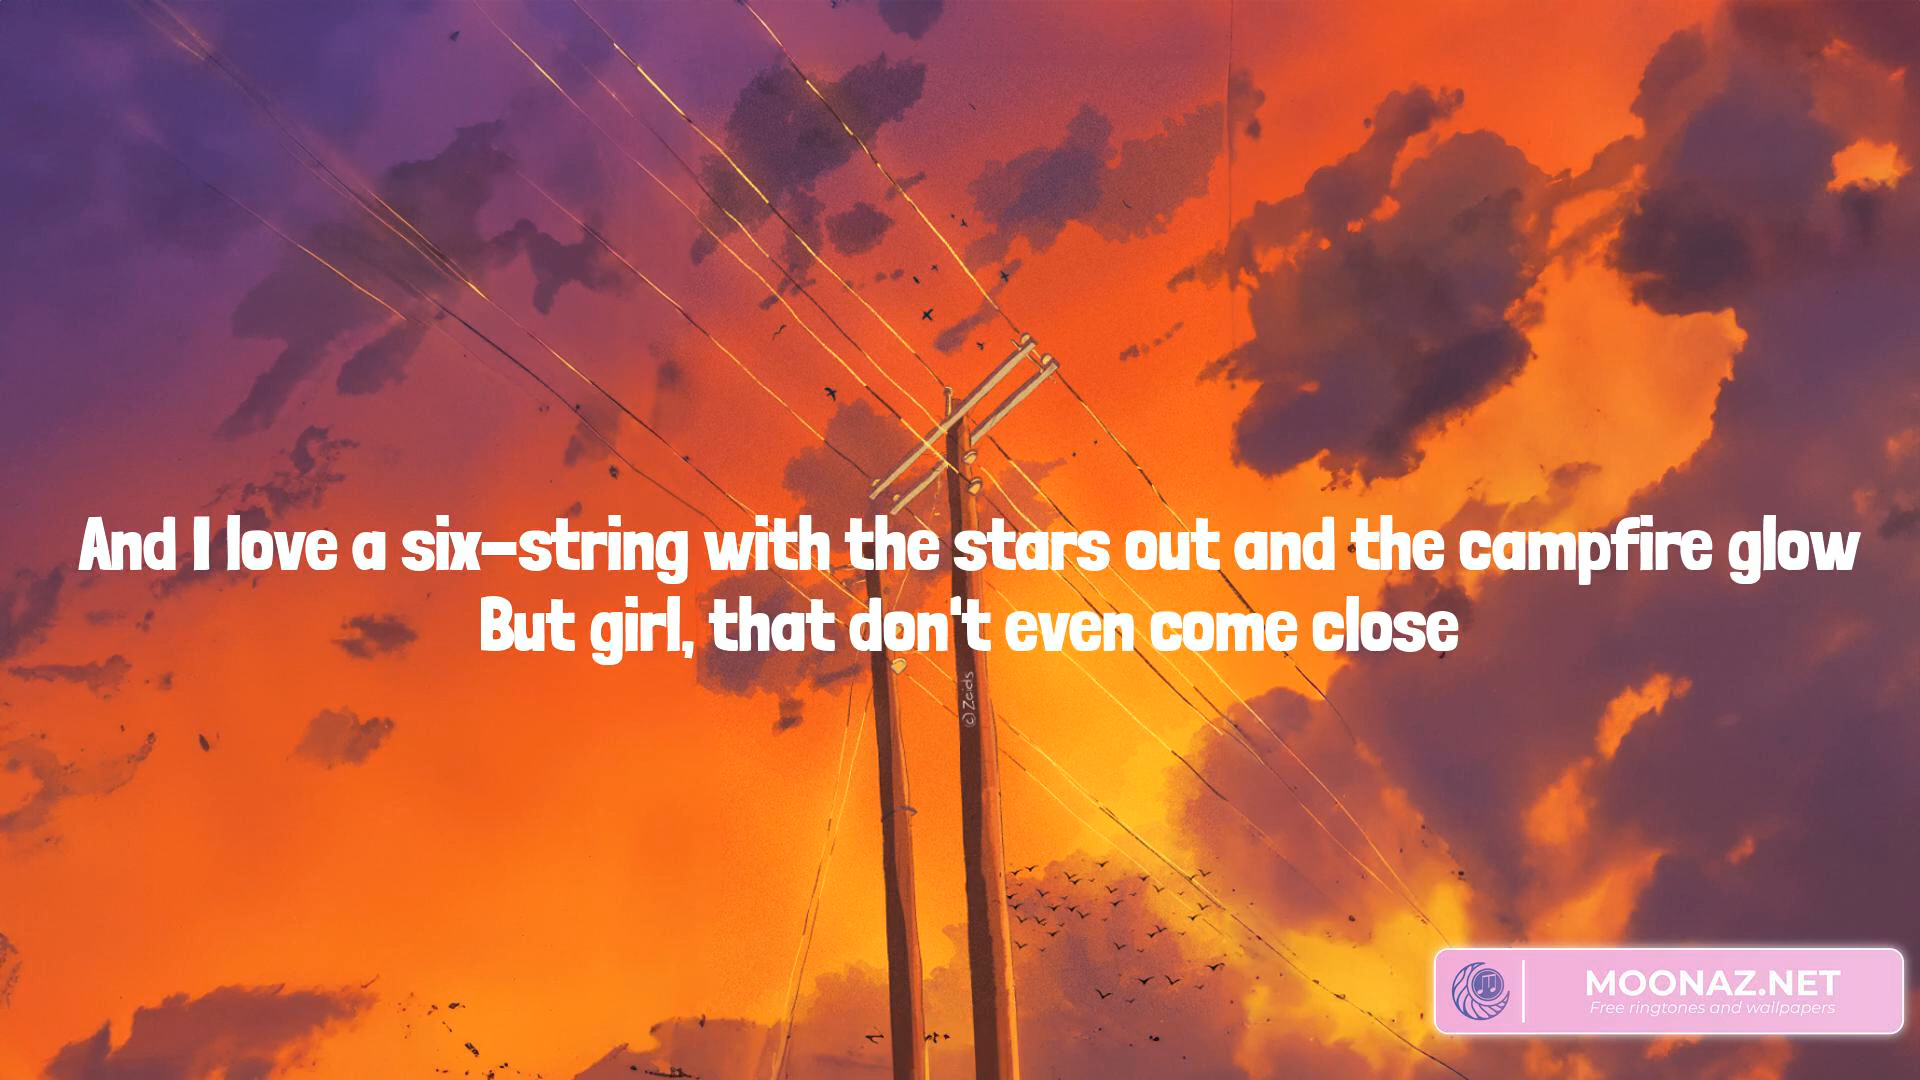 And I love a six-string with the stars out and the campfire glow
But girl, that don't even come close
(c) Zaids
MOONAZ.NET
Free ringtones and wallpapers